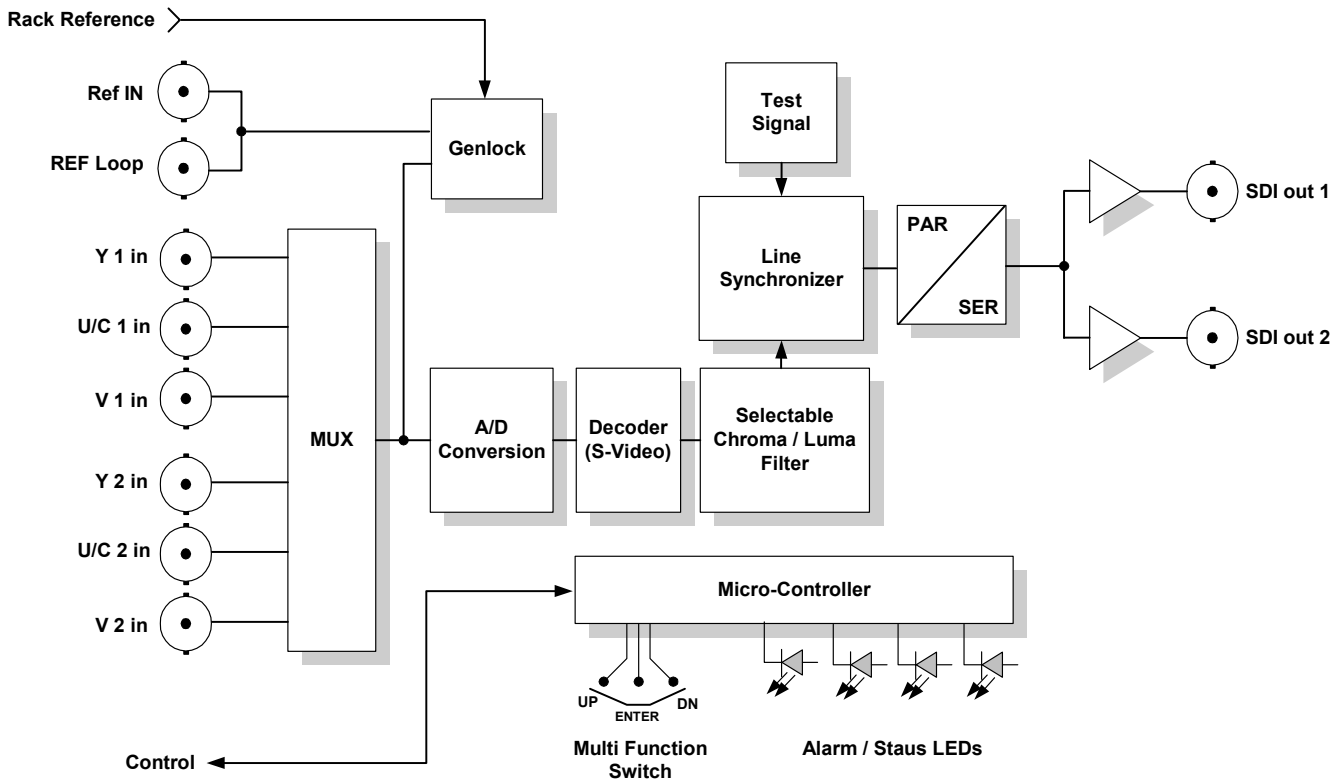 Rack Reference
Ref IN
REF Loop
Genlock
Test
Signal
Line
Synchronizer
PAR
SER
SDI out 1
SDI out 2
Y 1 in
U/C 1 in
V 1 in
Y 2 in
U/C 2 in
V 2 in
MUX
A/D
Conversion
Decoder
(S-Video)
Selectable
Chroma / Luma
Filter
Micro-Controller
UP
ENTER
DN
Multi Function
Switch
Alarm / Staus LEDs
Control